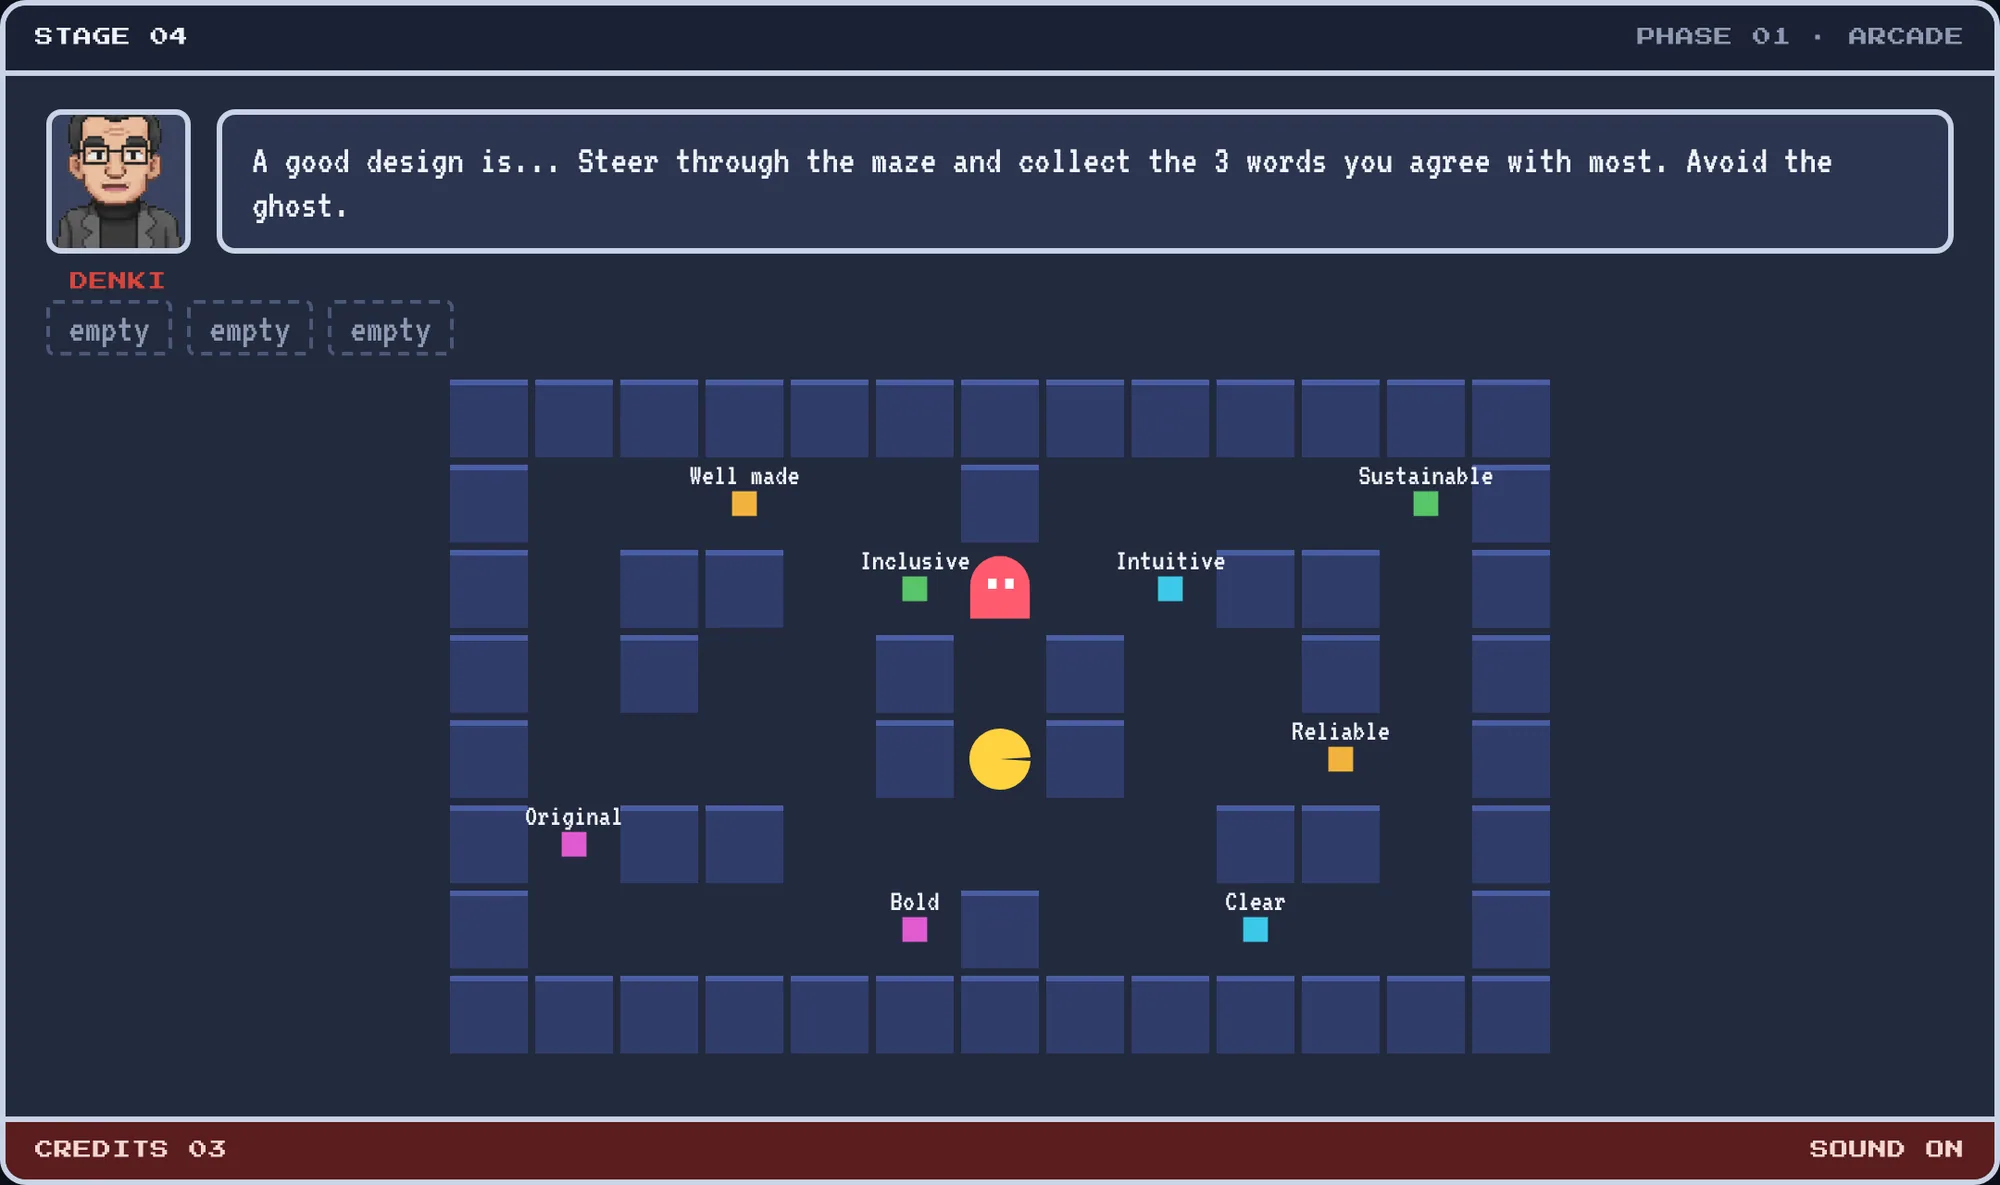 STAGE 04
PHASE 01 · ARCADE
A good design is... Steer through the maze and collect the 3 words you agree with most. Avoid the
ghost.
DENKI
empty empty empty
Well made
Sustainable
Inclusive
Intuitive
Reliable
Original
Bold
Clear
CREDITS 03
SOUND ON